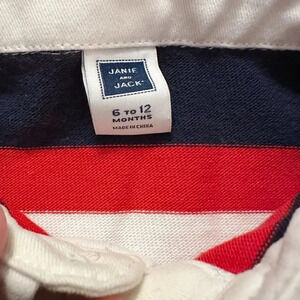 JANIE
AND
JACK®
6 TO 12
MONTHS
MADE IN CHINA